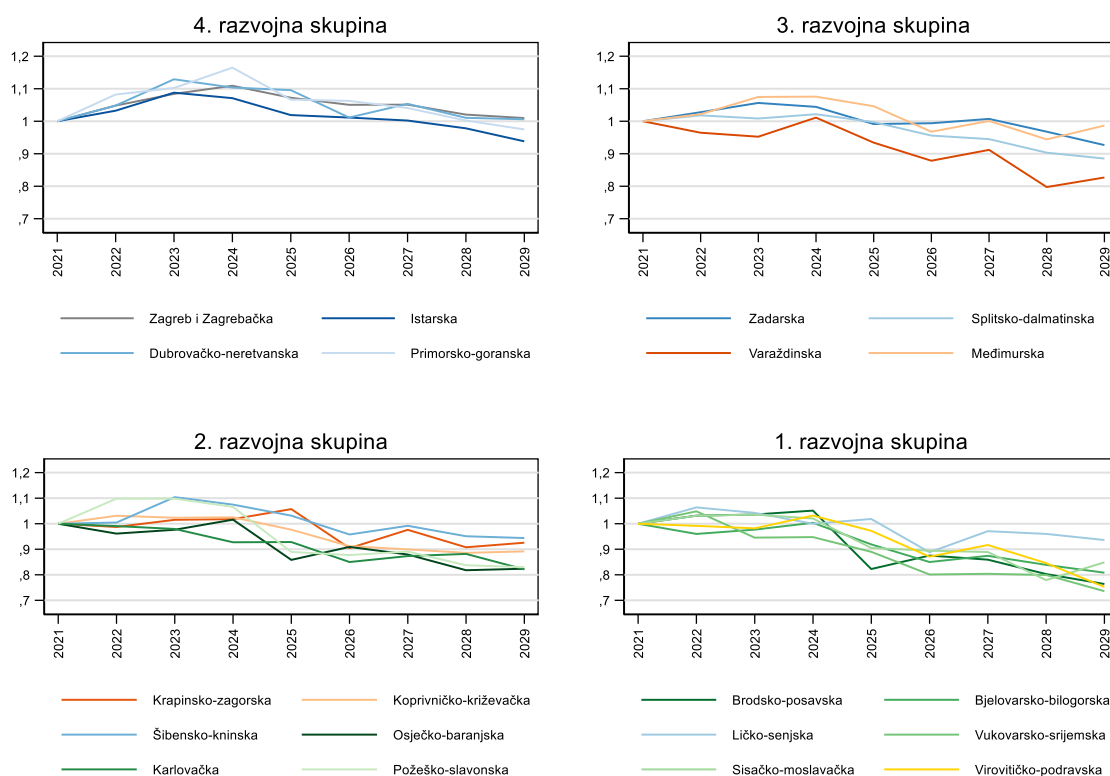 4. razvojna skupina
1,2
1,1
1
,9
,8
,7
2021 2022 2023 2024 2025 2026 2027 2028 2029
Zagreb i Zagrebačka Istarska
Dubrovačko-neretvanska Primorsko-goranska
3. razvojna skupina
1,2
1,1
1
,9
,8
,7
2021 2022 2023 2024 2025 2026 2027 2028 2029
Zadarska Splitsko-dalmatinska
Varaždinska Međimurska
2. razvojna skupina
1,2
1,1
1
,9
,8
,7
2021 2022 2023 2024 2025 2026 2027 2028 2029
Krapinsko-zagorska Koprivničko-križevačka
Šibensko-kninska Osječko-baranjska
Karlovačka Požeško-slavonska
1. razvojna skupina
1,2
1,1
1
,9
,8
,7
2021 2022 2023 2024 2025 2026 2027 2028 2029
Brodsko-posavska Bjelovarsko-bilogorska
Ličko-senjska Vukovarsko-srijemska
Sisačko-moslavačka Virovitičko-podravska